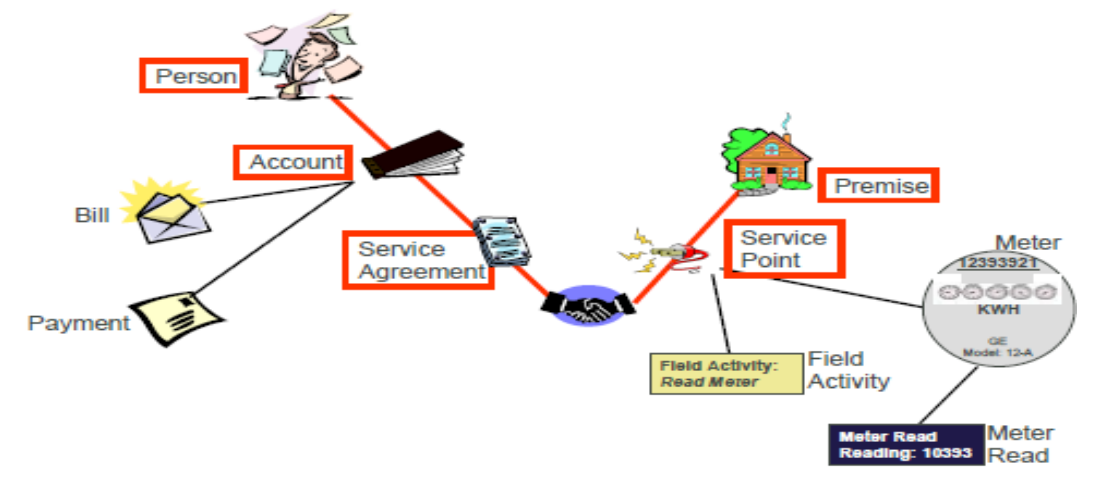 Person
Account
Bill
Service
Agreement
Payment
Premise
Service
Point
Meter
12393921
KWH
GE
Model: 12-A
Field Activity:
Read Meter
Field
Activity
Meter Read
Reading: 10393
Meter
Read